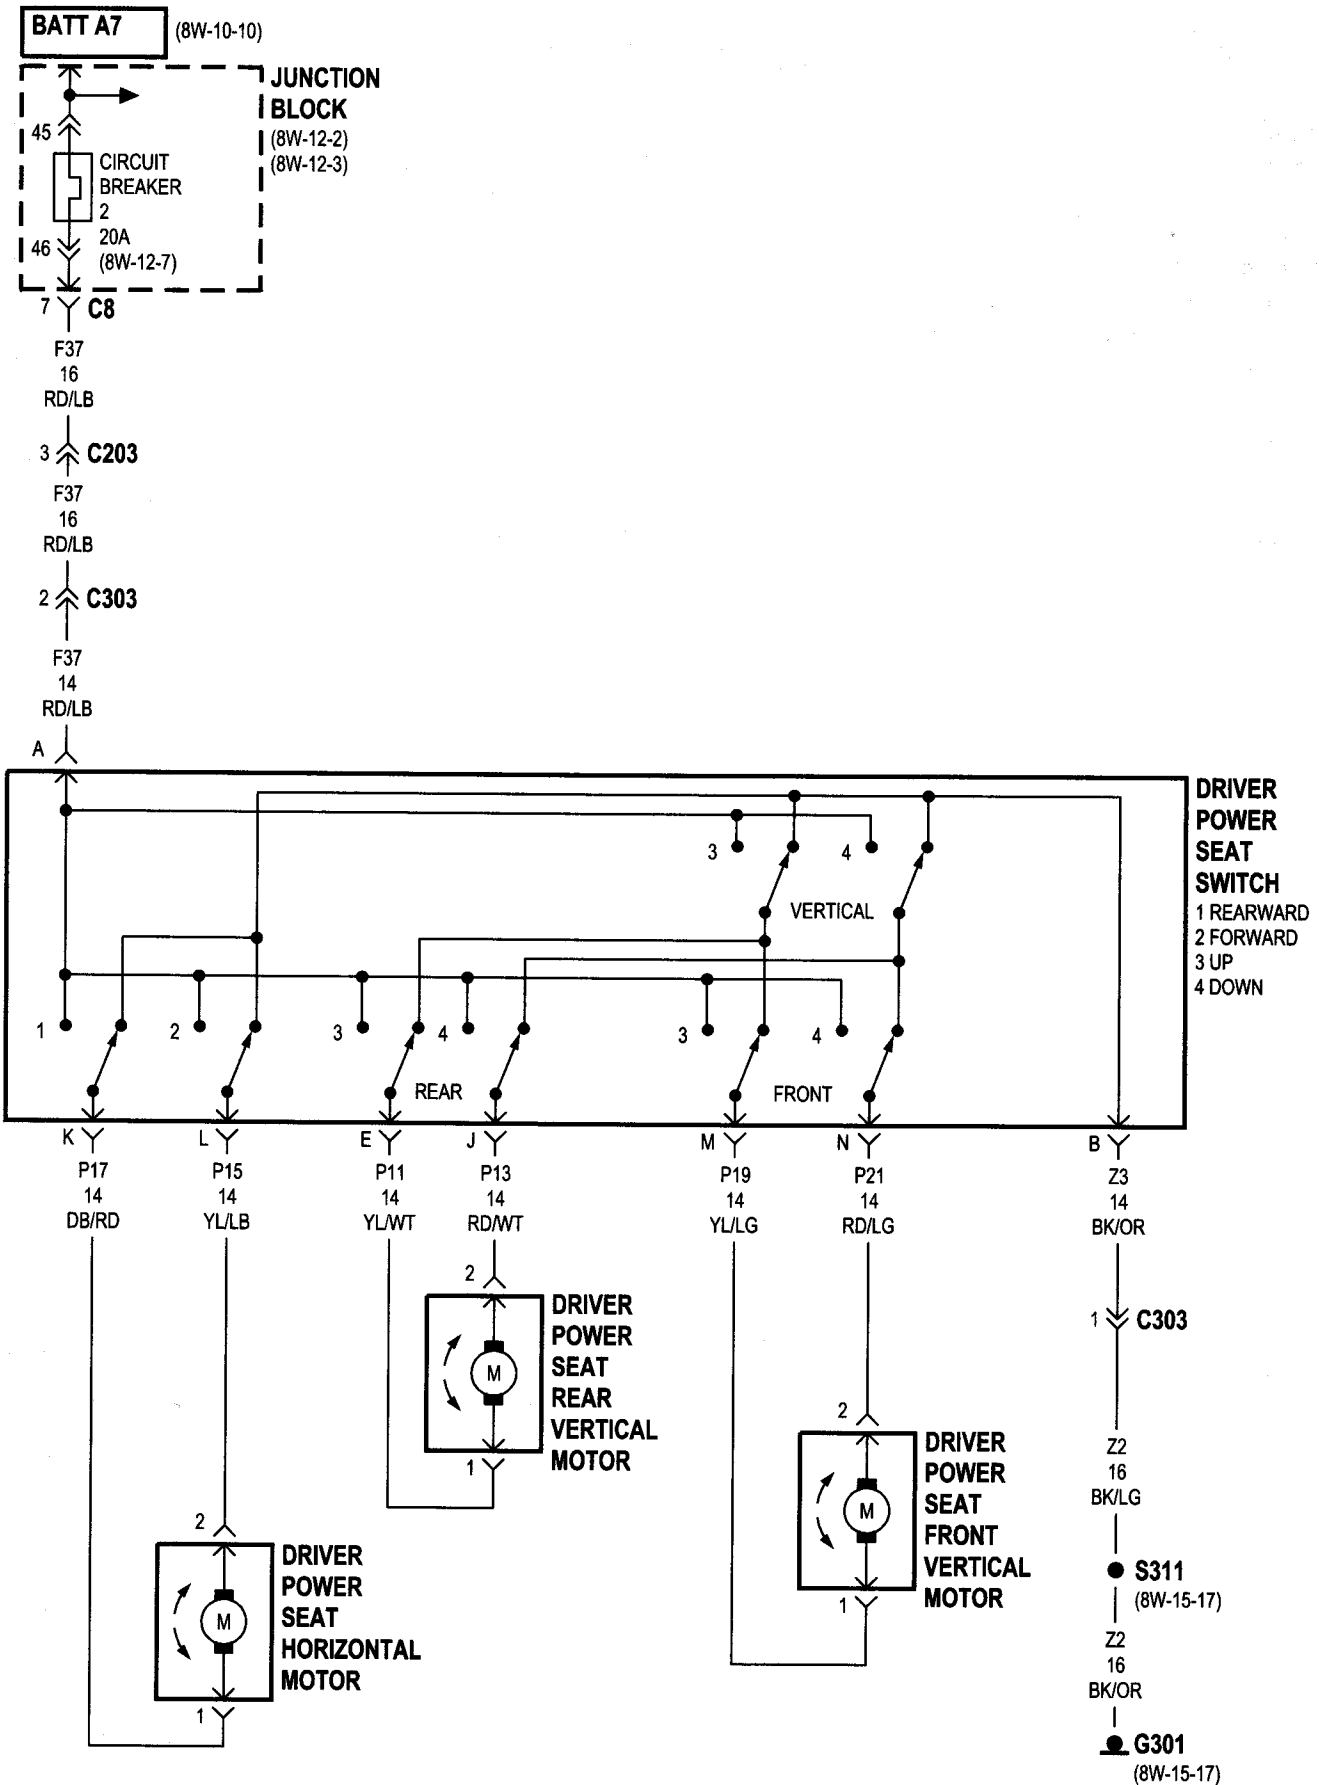 BATT A7 (8W-10-10)
JUNCTION
BLOCK
(8W-12-2)
(8W-12-3)
45
CIRCUIT
BREAKER
2
20A
(8W-12-7)
46
7 C8
F37
16
RD/LB
3 C203
F37
16
RD/LB
2 C303
F37
14
RD/LB
A
DRIVER
POWER
SEAT
SWITCH
1 REARWARD
2 FORWARD
3 UP
4 DOWN
3 4
VERTICAL
1 2 3 4 3 4
REAR FRONT
K L E J M N B
P17
14
DB/RD
P15
14
YL/LB
P11
14
YL/WT
P13
14
RD/WT
P19
14
YL/LG
P21
14
RD/LG
Z3
14
BK/OR
2
DRIVER
POWER
SEAT
REAR
VERTICAL
MOTOR
M
1
1 C303
2
DRIVER
POWER
SEAT
FRONT
VERTICAL
MOTOR
M
1
Z2
16
BK/LG
2
DRIVER
POWER
SEAT
HORIZONTAL
MOTOR
M
1
S311
(8W-15-17)
Z2
16
BK/OR
G301
(8W-15-17)